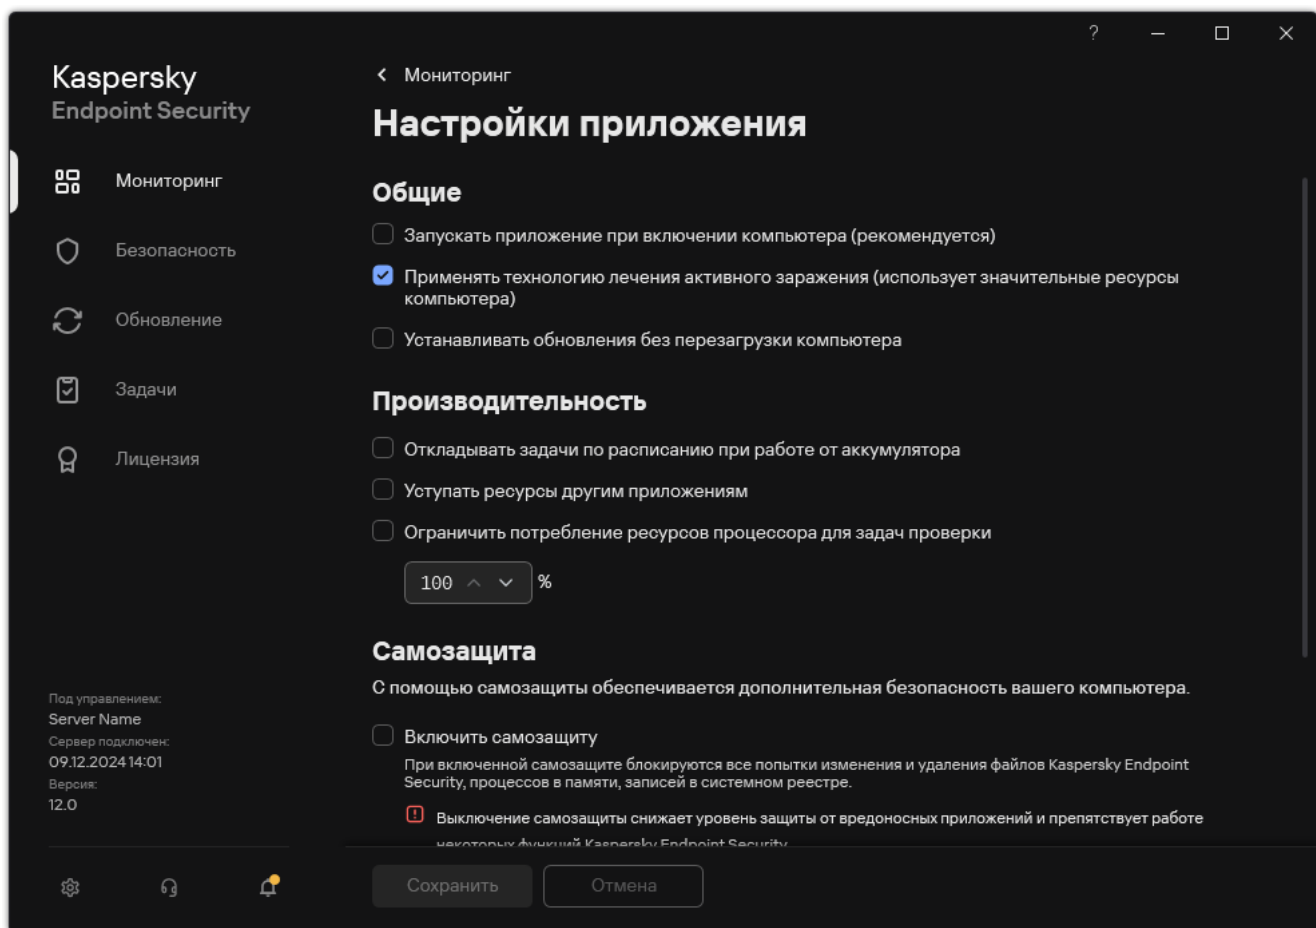 ?
Kaspersky
Endpoint Security
Мониторинг
Безопасность
Обновление
Задачи
Лицензия
Под управлением:
Server Name
Сервер подключен:
09.12.2024 14:01
Версия:
12.0
Мониторинг
Настройки приложения
Общие
Запускать приложение при включении компьютера (рекомендуется)
Применять технологию лечения активного заражения (использует значительные ресурсы
компьютера)
Устанавливать обновления без перезагрузки компьютера
Производительность
Откладывать задачи по расписанию при работе от аккумулятора
Уступать ресурсы другим приложениям
Ограничить потребление ресурсов процессора для задач проверки
100 %
Самозащита
С помощью самозащиты обеспечивается дополнительная безопасность вашего компьютера.
Включить самозащиту
При включенной самозащите блокируются все попытки изменения и удаления файлов Kaspersky Endpoint
Security, процессов в памяти, записей в системном реестре.
Выключение самозащиты снижает уровень защиты от вредоносных приложений и препятствует работе
некоторых функций Kaspersky Endpoint Security.
Сохранить
Отмена